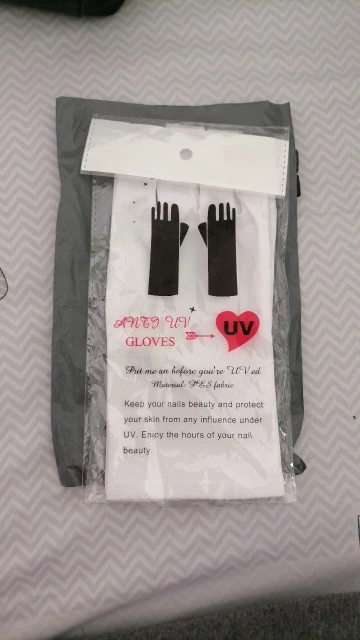 ANTI UV
GLOVES
UV
Put me on before you're UV ed
Material: PES fabric
Keep your nails beauty and protect
your skin from any influence under
UV. Enjoy the hours of your nail
beauty.